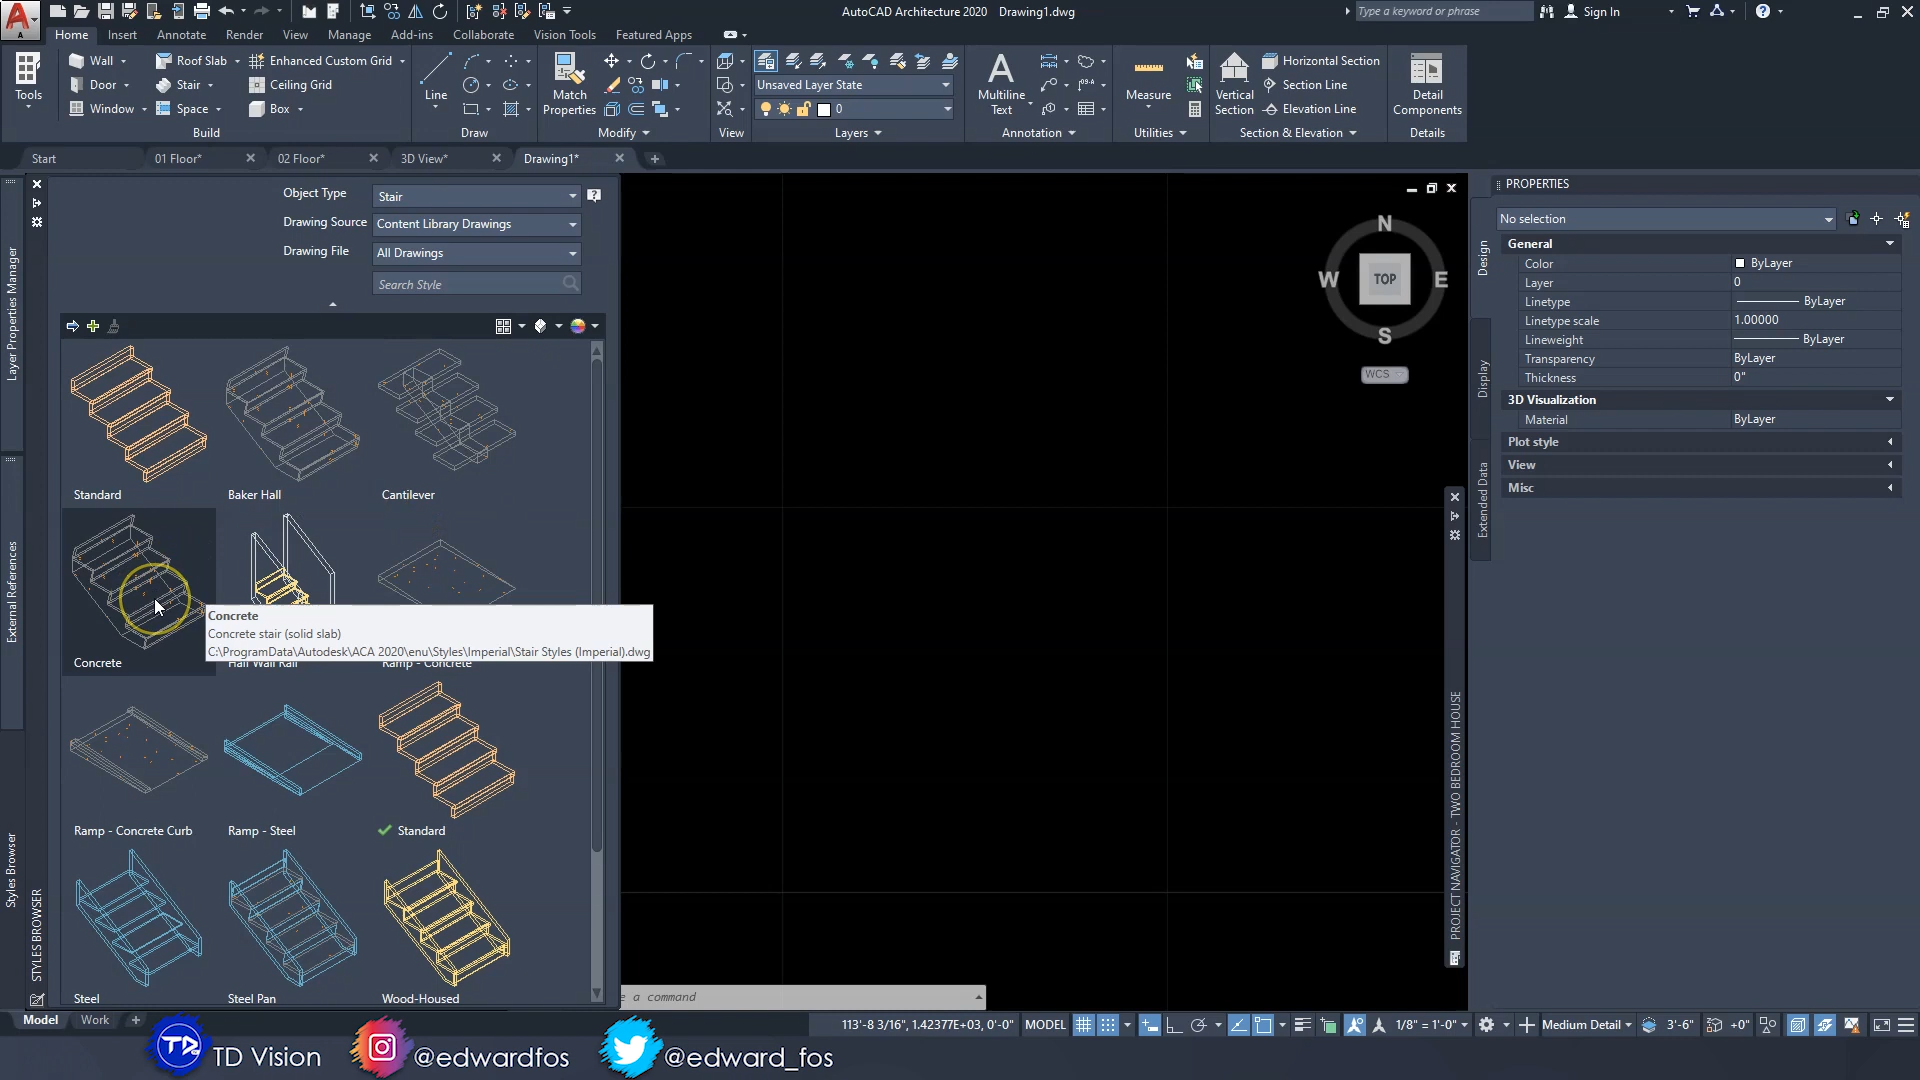 AutoCAD Architecture 2020 Drawing1.dwg
Type a keyword or phrase
Sign In
A
Home Insert Annotate Render View Manage Add-ins Collaborate Vision Tools Featured Apps
Tools
Wall
Door
Window
Roof Slab
Stair
Space
Enhanced Custom Grid
Ceiling Grid
Box
Build
Line
Draw
Match
Properties
Modify
View
Unsaved Layer State
0
Layers
Multiline
Text
Annotation
Measure
Utilities
Vertical
Section
Horizontal Section
Section Line
Elevation Line
Section & Elevation
Detail
Components
Details
Start 01 Floor* 02 Floor* 3D View* Drawing1*
Layer Properties Manager
External References
Styles Browser
STYLES BROWSER
Object Type Stair
Drawing Source Content Library Drawings
Drawing File All Drawings
Search Style
Standard Baker Hall Cantilever
Concrete Half Wall Rail Ramp - Concrete
Concrete
Concrete stair (solid slab)
C:\ProgramData\Autodesk\ACA 2020\enu\Styles\Imperial\Stair Styles (Imperial).dwg
Ramp - Concrete Curb Ramp - Steel Standard
Steel Steel Pan Wood-Housed
N
W TOP E
S
WCS
e a command
PROJECT NAVIGATOR - TWO BEDROOM HOUSE
PROPERTIES
No selection
Design
Display
Extended Data
General
Color ByLayer
Layer 0
Linetype ByLayer
Linetype scale 1.00000
Lineweight ByLayer
Transparency ByLayer
Thickness 0"
3D Visualization
Material ByLayer
Plot style
View
Misc
Model Work
113'-8 3/16", 1.42377E+03, 0'-0" MODEL 1/8" = 1'-0" Medium Detail 3'-6" +0"
TD Vision @edwardfos @edward_fos